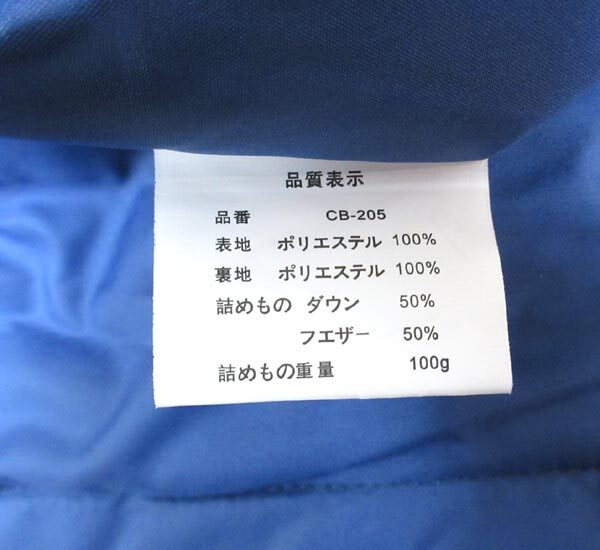 品質表示
品番 CB-205
表地 ポリエステル 100%
裏地 ポリエステル 100%
詰めもの ダウン 50%
フエザー 50%
詰めもの重量 100g